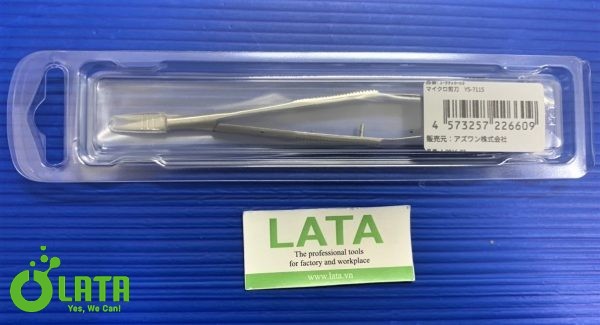 マイクロ剪刀 YS-7115
4 573257 226609
販売元：アズワン株式会社
LATA
The professional tools
for factory and workplace
www.lata.vn
LATA
Yes, We Can!